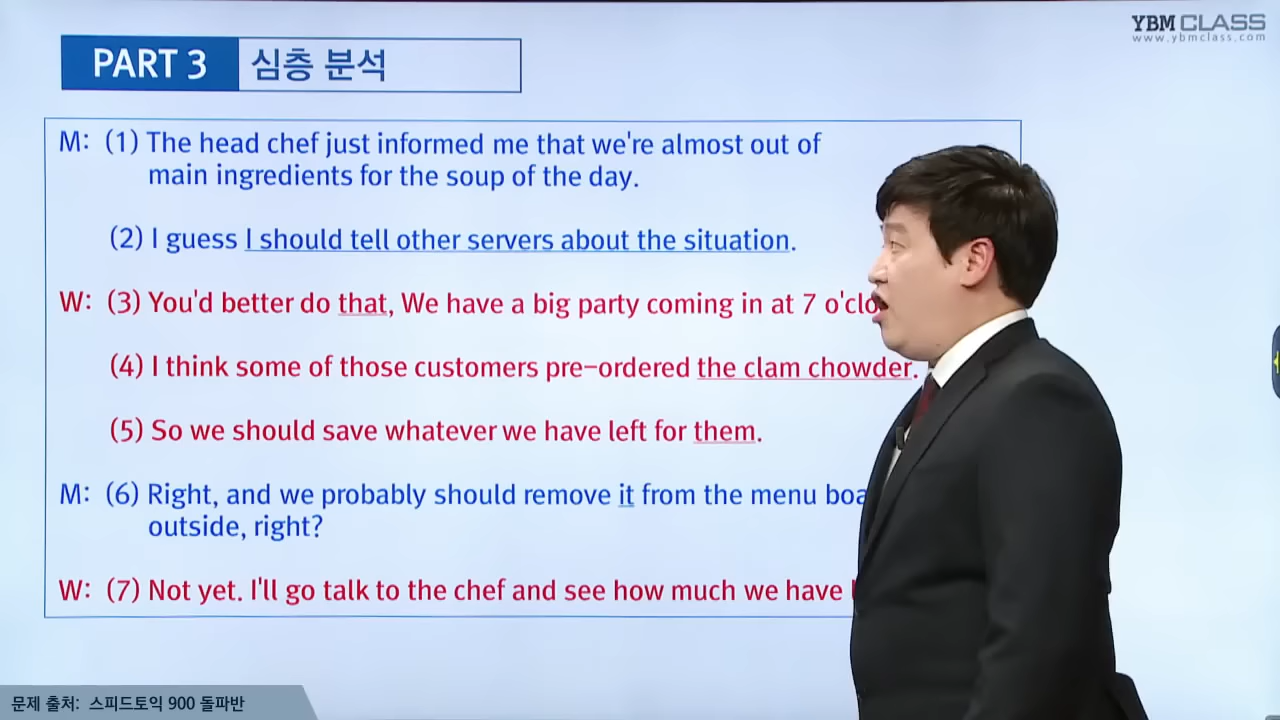 YBM CLASS
www.ybmclass.com
PART 3 심층 분석
M: (1) The head chef just informed me that we're almost out of
main ingredients for the soup of the day.
(2) I guess I should tell other servers about the situation.
W: (3) You'd better do that, We have a big party coming in at 7
(4) I think some of those customers pre-ordered the clam chowder.
(5) So we should save whatever we have left for them.
M: (6) Right, and we probably should remove it from the menu
outside, right?
W: (7) Not yet. I'll go talk to the chef and see how much we have
문제 출처: 스피드토익 900 돌파반